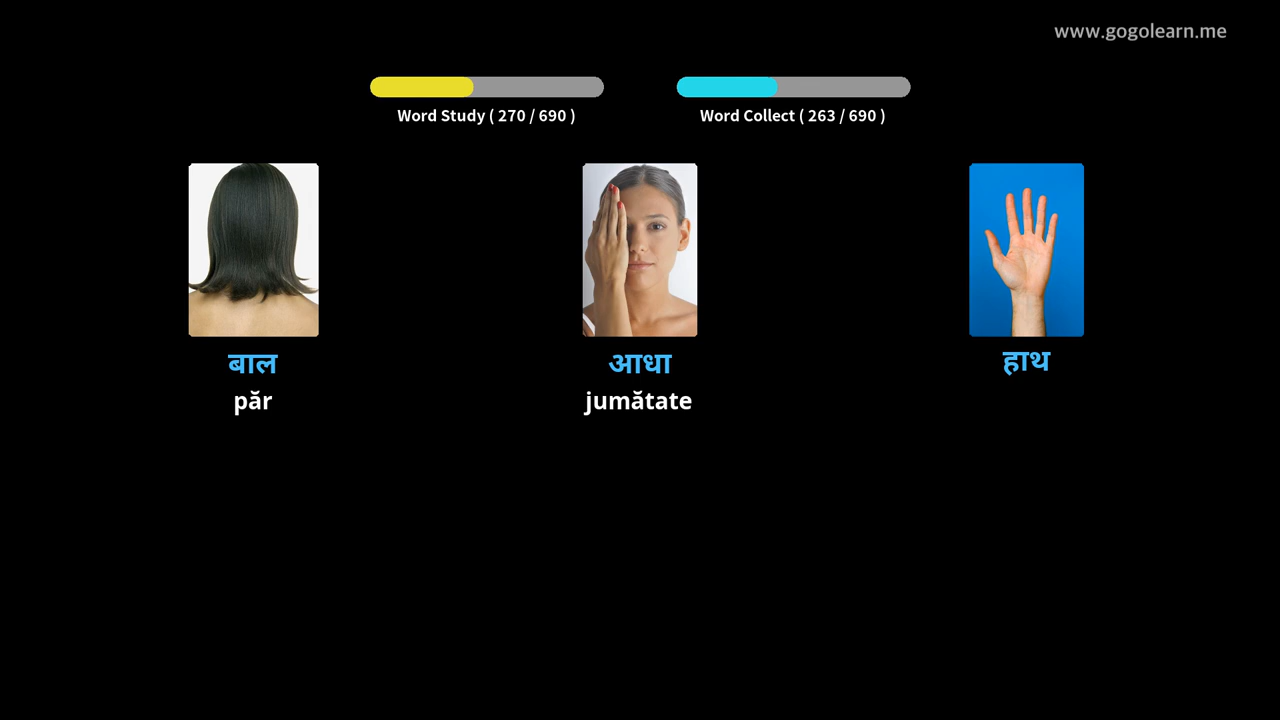 www.gogolearn.me
Word Study ( 270 / 690 )
Word Collect ( 263 / 690 )
बाल
आधा
हाथ
păr
jumătate